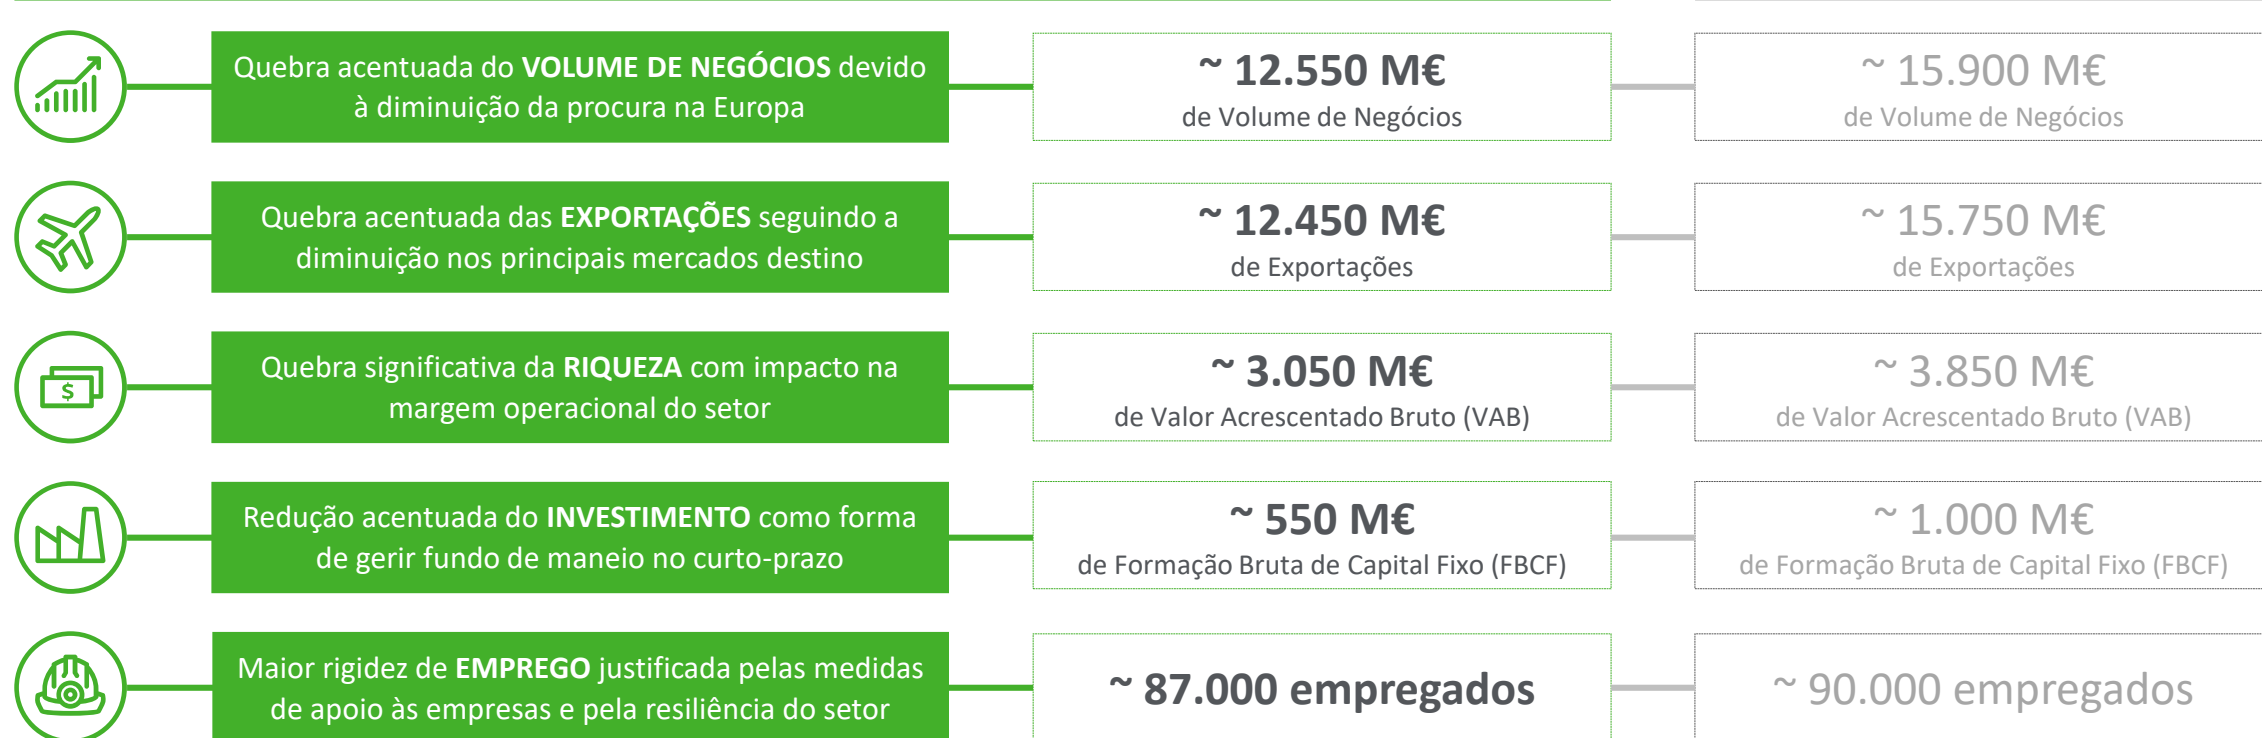 Quebra acentuada do VOLUME DE NEGÓCIOS devido
à diminuição da procura na Europa
~ 12.550 M€
de Volume de Negócios
~ 15.900 M€
de Volume de Negócios
Quebra acentuada das EXPORTAÇÕES seguindo a
diminuição nos principais mercados destino
~ 12.450 M€
de Exportações
~ 15.750 M€
de Exportações
$
Quebra significativa da RIQUEZA com impacto na
margem operacional do setor
~ 3.050 M€
de Valor Acrescentado Bruto (VAB)
~ 3.850 M€
de Valor Acrescentado Bruto (VAB)
Redução acentuada do INVESTIMENTO como forma
de gerir fundo de maneio no curto-prazo
~ 550 M€
de Formação Bruta de Capital Fixo (FBCF)
~ 1.000 M€
de Formação Bruta de Capital Fixo (FBCF)
Maior rigidez de EMPREGO justificada pelas medidas
de apoio às empresas e pela resiliência do setor
~ 87.000 empregados
~ 90.000 empregados